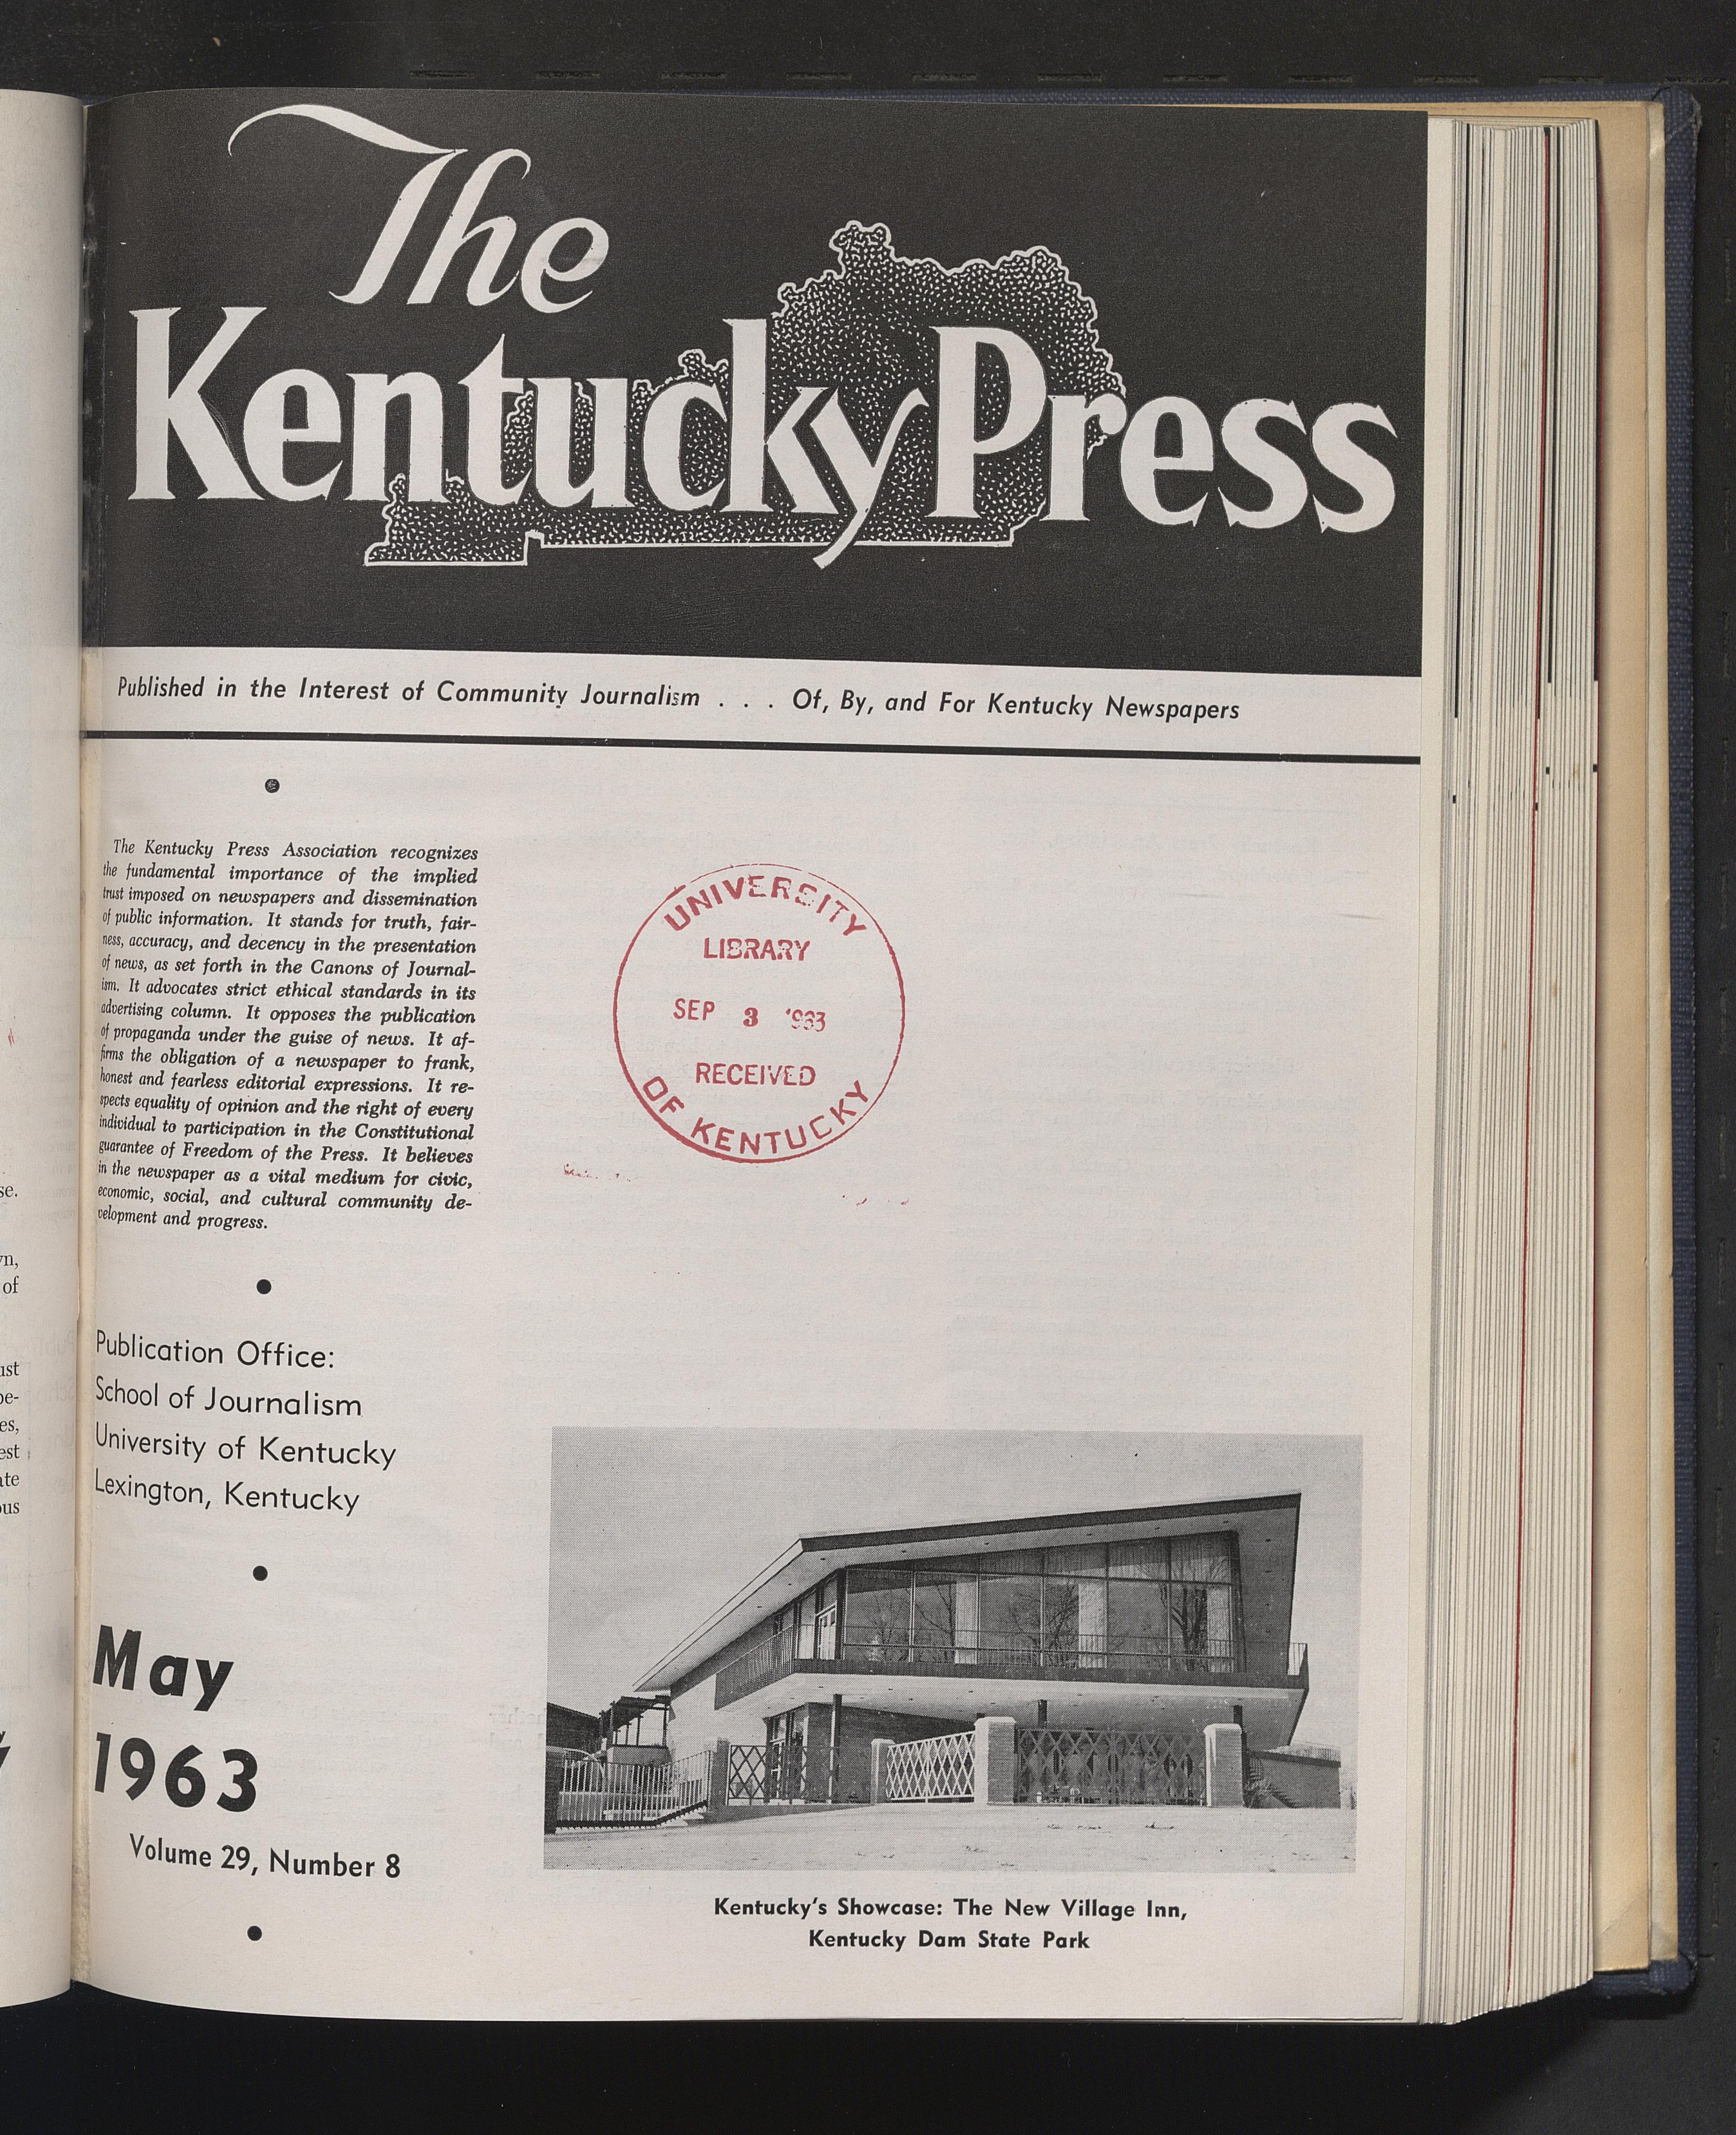 The
Kentucky Press
Published in the Interest of Community Journalism . . . Of, By, and For Kentucky Newspapers
The Kentucky Press Association recognizes
the fundamental importance of the implied
trust imposed on newspapers and dissemination
of public information. It stands for truth, fair-
ness, accuracy, and decency in the presentation
of news, as set forth in the Canons of Journal-
ism. It advocates strict ethical standards in its
advertising column. It opposes the publication
of propaganda under the guise of news. It af-
firms the obligation of a newspaper to frank,
honest and fearless editorial expressions. It re-
spects equality of opinion and the right of every
individual to participation in the Constitutional
guarantee of Freedom of the Press. It believes
in the newspaper as a vital medium for civic,
economic, social, and cultural community de-
velopment and progress.
Publication Office:
School of Journalism
University of Kentucky
Lexington, Kentucky
May
1963
Volume 29, Number 8
UNIVERSITY
LIBRARY
SEP 3 '963
RECEIVED
OF KENTUCKY
Kentucky's Showcase: The New Village Inn,
Kentucky Dam State Park